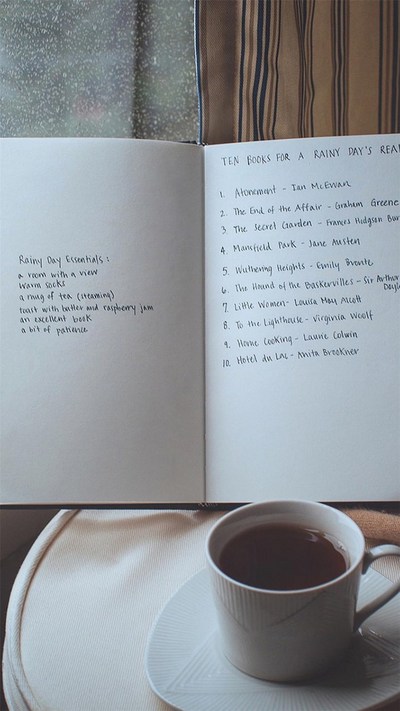 Rainy Day Essentials:
a room with a view
warm socks
a mug of tea (steaming)
toast with butter and raspberry jam
an excellent book
a bit of patience
TEN BOOKS FOR A RAINY DAY'S REA
1. Atonement - Ian McEwan
2. The End of the Affair - Graham Greene
3. The Secret Garden - Frances Hodgson Bur
4. Mansfield Park - Jane Austen
5. Wuthering Heights - Emily Bronte
6. The Hound of the Baskervilles - Sir Arthur
Doyle
7. Little Women - Louisa May Alcott
8. To the Lighthouse - Virginia Woolf
9. Home Cooking - Laurie Colwin
10. Hotel du Lac - Anita Brookner